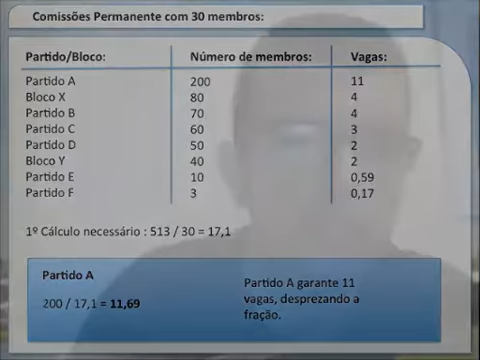 Comissões Permanente com 30 membros:
Partido/Bloco: Número de membros: Vagas:
Partido A 200 11
Bloco X 80 4
Partido B 70 4
Partido C 60 3
Partido D 50 2
Bloco Y 40 2
Partido E 10 0,59
Partido F 3 0,17
1º Cálculo necessário : 513 / 30 = 17,1
Partido A
200 / 17,1 = 11,69
Partido A garante 11
vagas, desprezando a
fração.